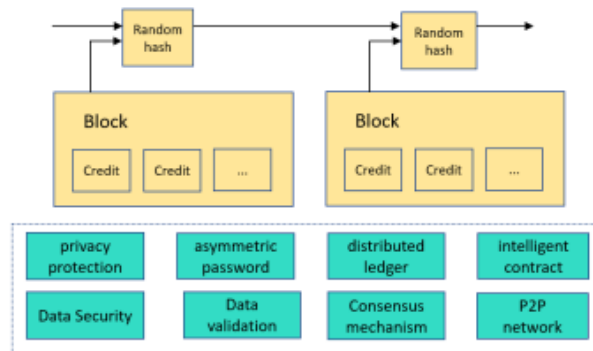 Random
hash
Random
hash
Block
Credit
Credit
...
Block
Credit
Credit
...
privacy
protection
asymmetric
password
distributed
ledger
intelligent
contract
Data Security
Data
validation
Consensus
mechanism
P2P
network